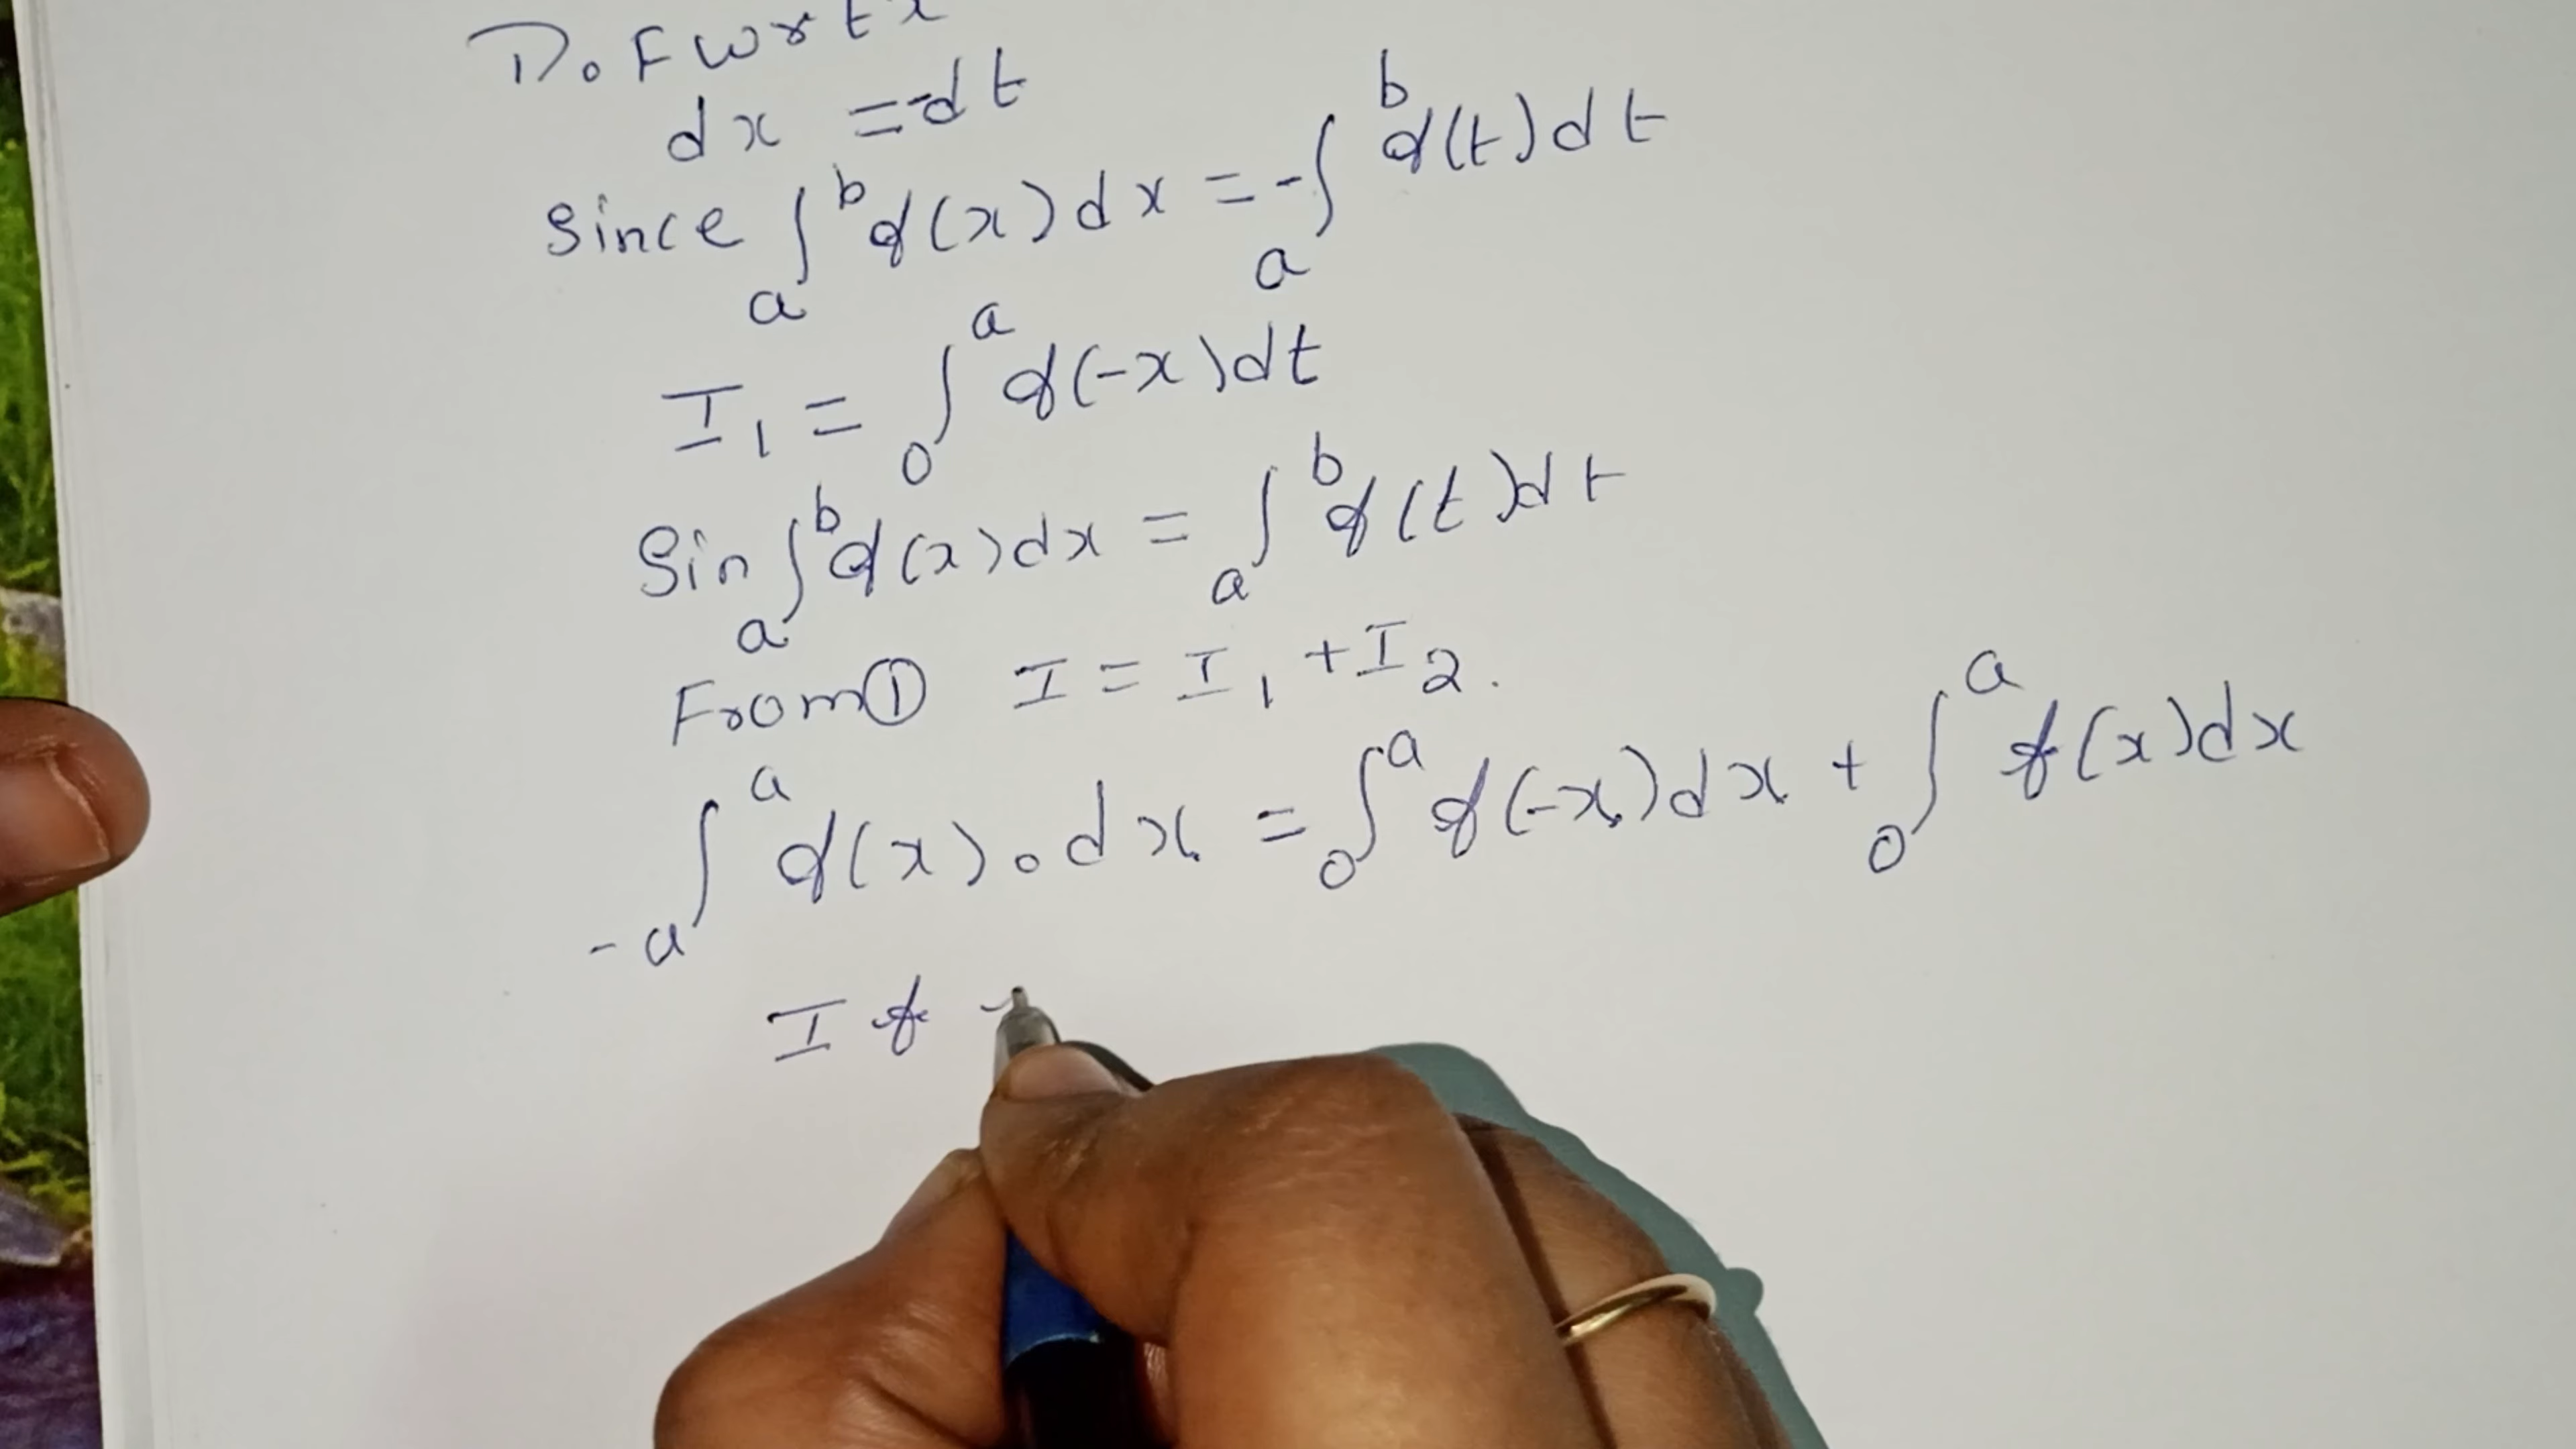 D.F w r t x
dx = -dt
Since ∫_a^b f(x) dx = -∫_a^b f(t) dt
I₁ = ∫_0^a f(-x) dt
Sin ∫_a^b f(x) dx = ∫_a^b f(t) dt
From ① I = I₁ + I₂.
∫_-a^a f(x). dx = ∫_0^a f(-x) dx + ∫_0^a f(x) dx
If